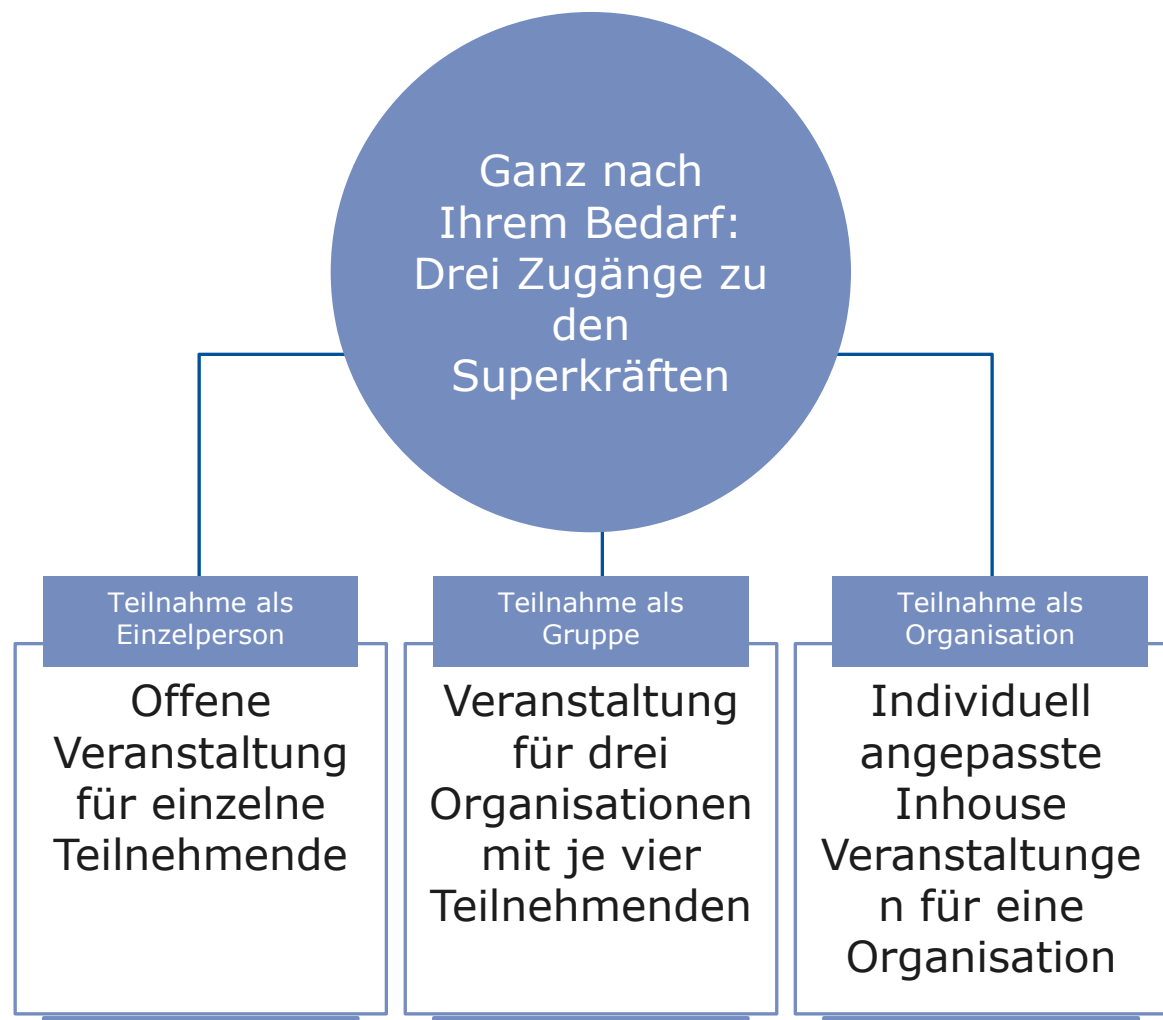 Ganz nach
Ihrem Bedarf:
Drei Zugänge zu
den
Superkräften
Teilnahme als
Einzelperson
Offene
Veranstaltung
für einzelne
Teilnehmende
Teilnahme als
Gruppe
Veranstaltung
für drei
Organisationen
mit je vier
Teilnehmenden
Teilnahme als
Organisation
Individuell
angepasste
Inhouse
Veranstaltunge
n für eine
Organisation